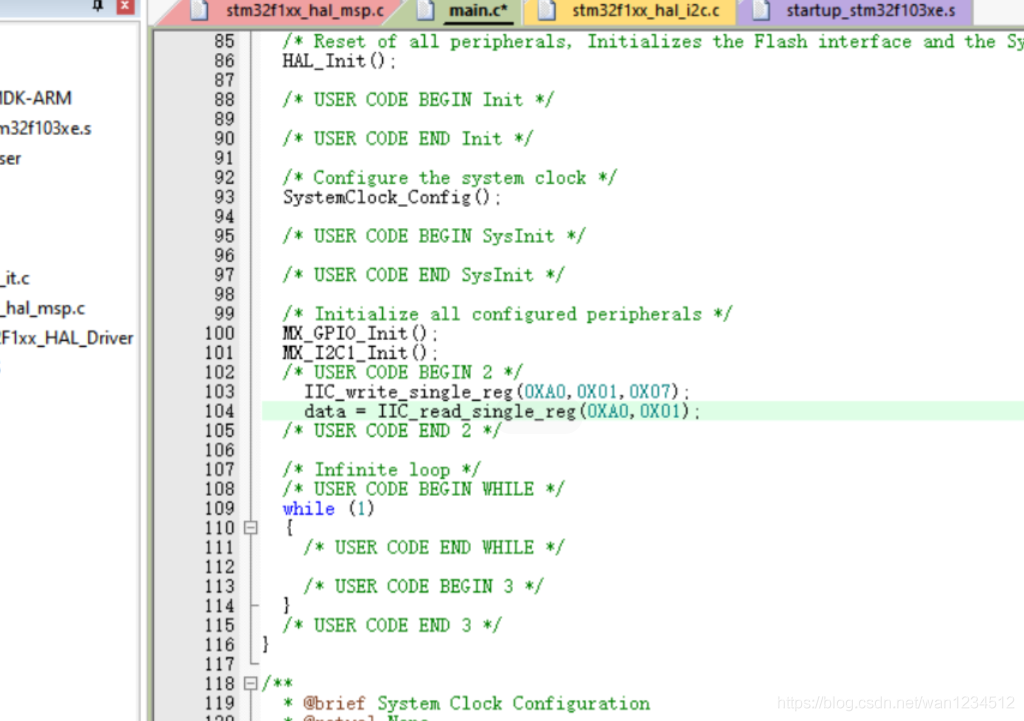 stm32f1xx_hal_msp.c main.c* stm32f1xx_hal_i2c.c startup_stm32f103xe.s
MDK-ARM
m32f103xe.s
ser
_it.c
_hal_msp.c
F1xx_HAL_Driver
85 /* Reset of all peripherals, Initializes the Flash interface and the Sy
86 HAL_Init();
87
88 /* USER CODE BEGIN Init */
89
90 /* USER CODE END Init */
91
92 /* Configure the system clock */
93 SystemClock_Config();
94
95 /* USER CODE BEGIN SysInit */
96
97 /* USER CODE END SysInit */
98
99 /* Initialize all configured peripherals */
100 MX_GPIO_Init();
101 MX_I2C1_Init();
102 /* USER CODE BEGIN 2 */
103 IIC_write_single_reg(0XA0,0X01,0X07);
104 data = IIC_read_single_reg(0XA0,0X01);
105 /* USER CODE END 2 */
106
107 /* Infinite loop */
108 /* USER CODE BEGIN WHILE */
109 while (1)
110 {
111 /* USER CODE END WHILE */
112
113 /* USER CODE BEGIN 3 */
114 }
115 /* USER CODE END 3 */
116 }
117
118 /**
119 * @brief System Clock Configuration
https://blog.csdn.net/wan1234512